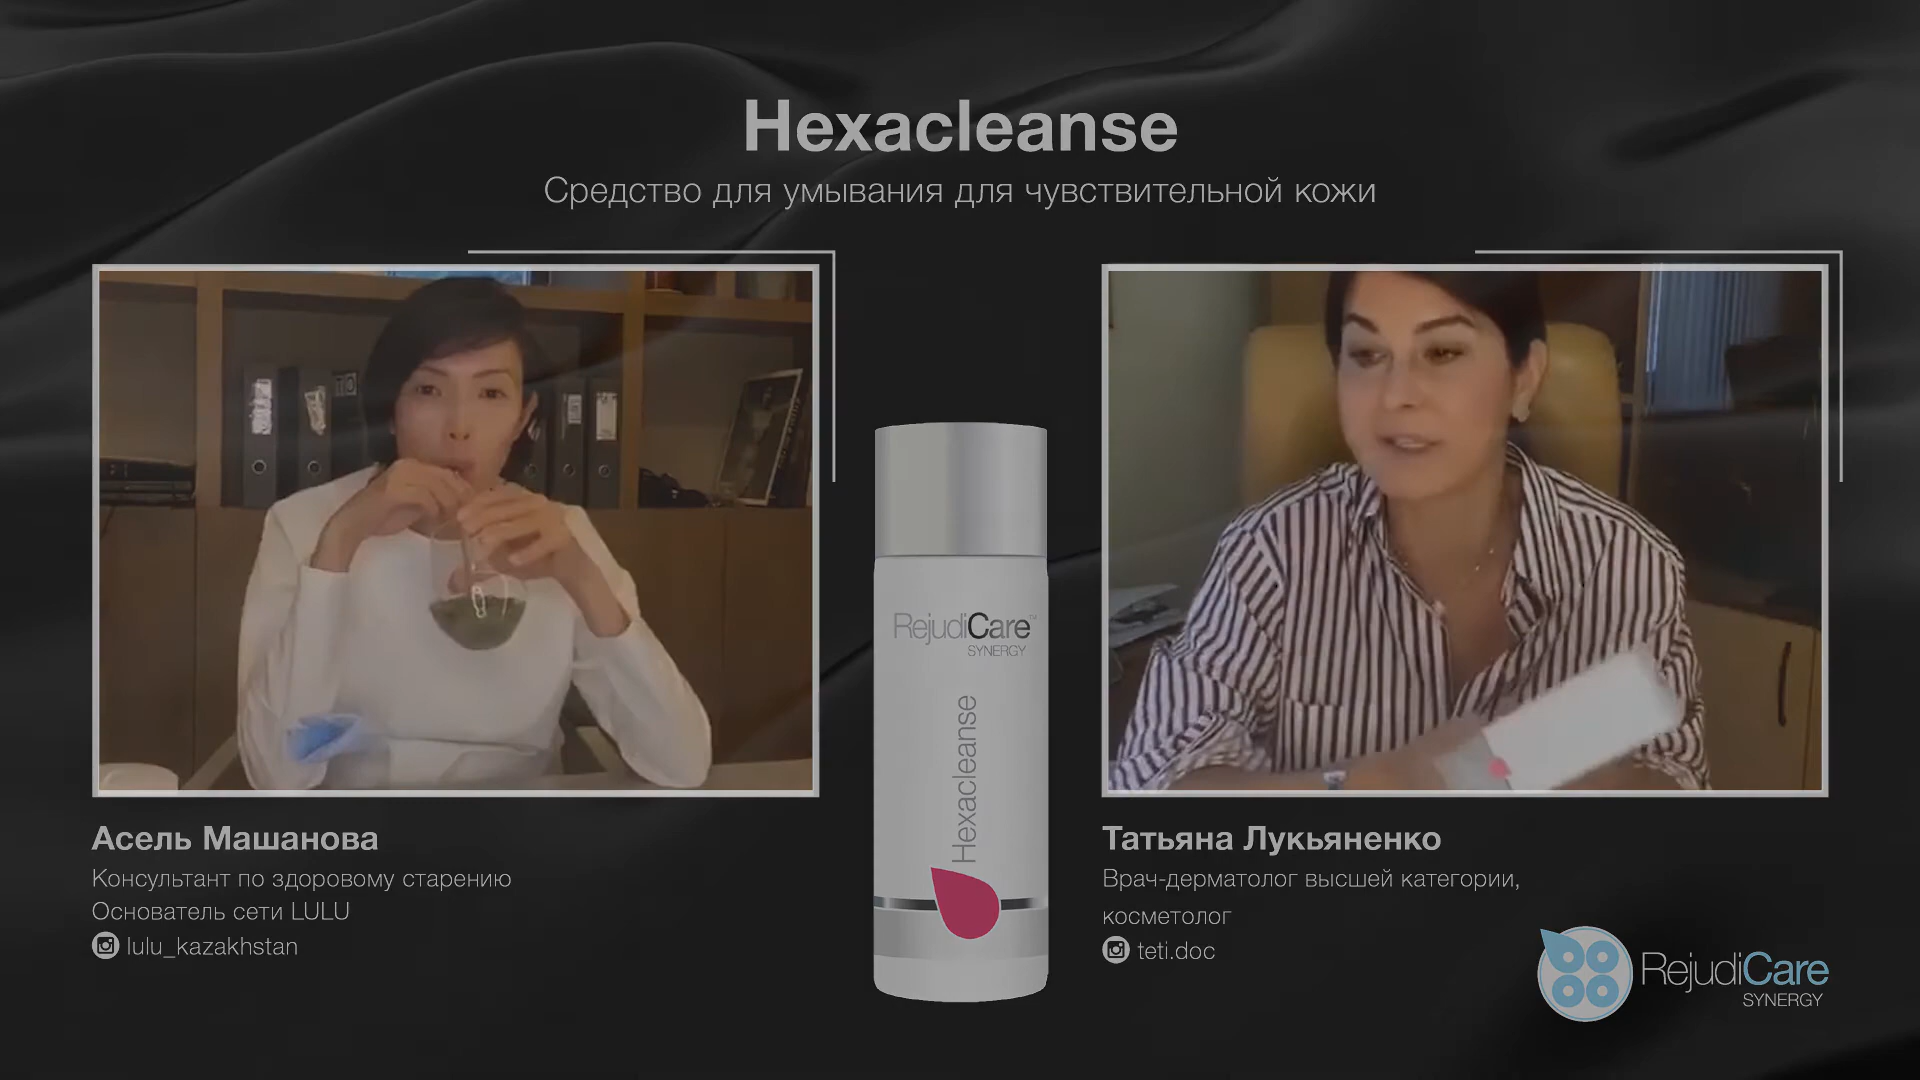 Hexacleanse
Средство для умывания для чувствительной кожи
RejudiCare™
SYNERGY
Hexacleanse
Асель Машанова
Консультант по здоровому старению
Основатель сети LULU
lulu_kazakhstan
Татьяна Лукьяненко
Врач-дерматолог высшей категории,
косметолог
teti.doc
RejudiCare
SYNERGY